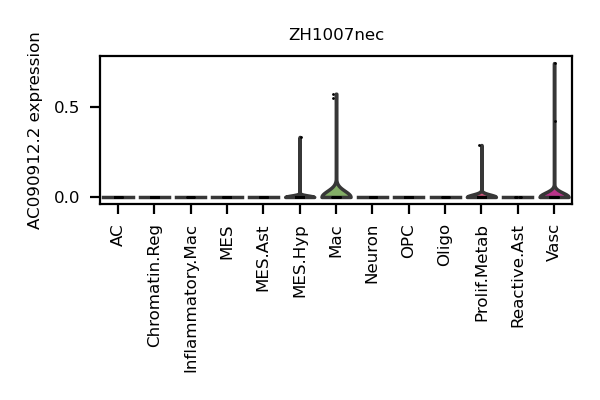 ZH1007nec
AC090912.2 expression
0.5
0.0
AC
Chromatin.Reg
Inflammatory.Mac
MES
MES.Ast
MES.Hyp
Mac
Neuron
OPC
Oligo
Prolif.Metab
Reactive.Ast
Vasc